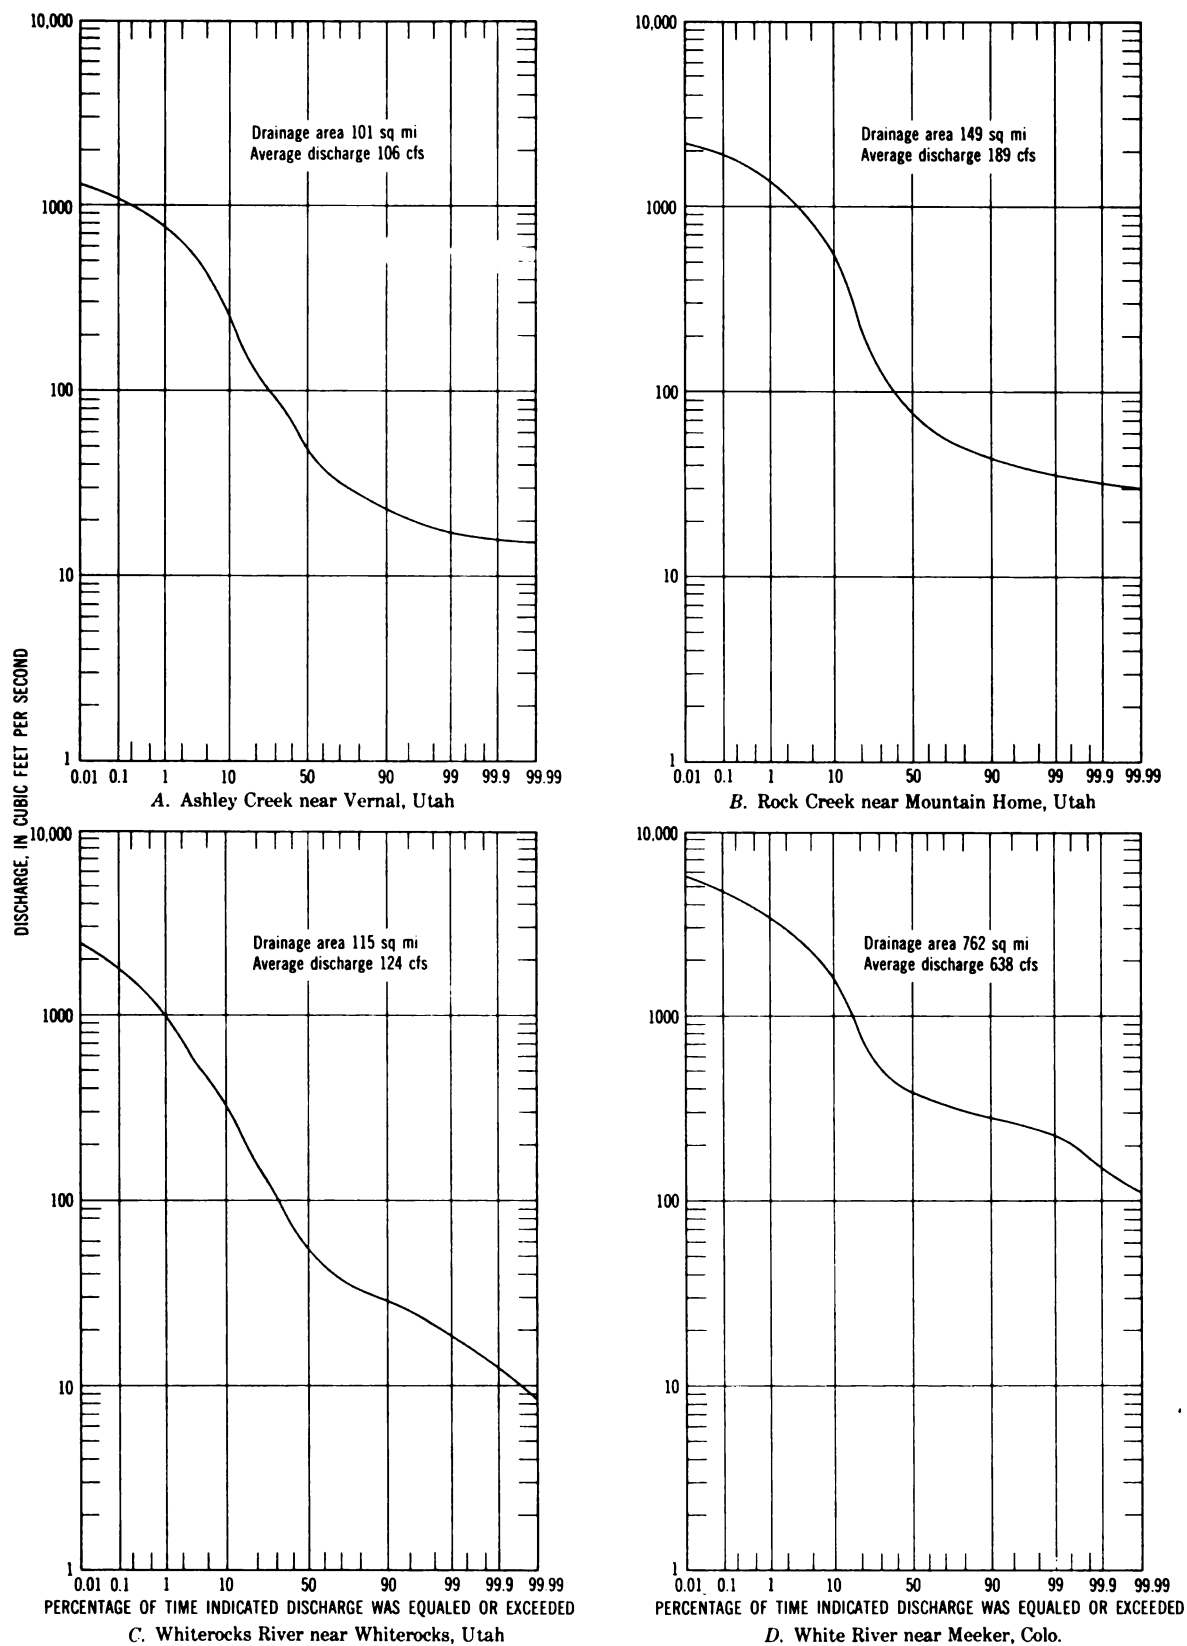 DISCHARGE, IN CUBIC FEET PER SECOND
10,000
1000
100
10
1
Drainage area 101 sq mi
Average discharge 106 cfs
0.01 0.1 1 10 50 90 99 99.9 99.99
A. Ashley Creek near Vernal, Utah
10,000
1000
100
10
1
Drainage area 149 sq mi
Average discharge 189 cfs
0.01 0.1 1 10 50 90 99 99.9 99.99
B. Rock Creek near Mountain Home, Utah
10,000
1000
100
10
1
Drainage area 115 sq mi
Average discharge 124 cfs
0.01 0.1 1 10 50 90 99 99.9 99.99
PERCENTAGE OF TIME INDICATED DISCHARGE WAS EQUALED OR EXCEEDED
C. Whiterocks River near Whiterocks, Utah
10,000
1000
100
10
1
Drainage area 762 sq mi
Average discharge 638 cfs
0.01 0.1 1 10 50 90 99 99.9 99.99
PERCENTAGE OF TIME INDICATED DISCHARGE WAS EQUALED OR EXCEEDED
D. White River near Meeker, Colo.